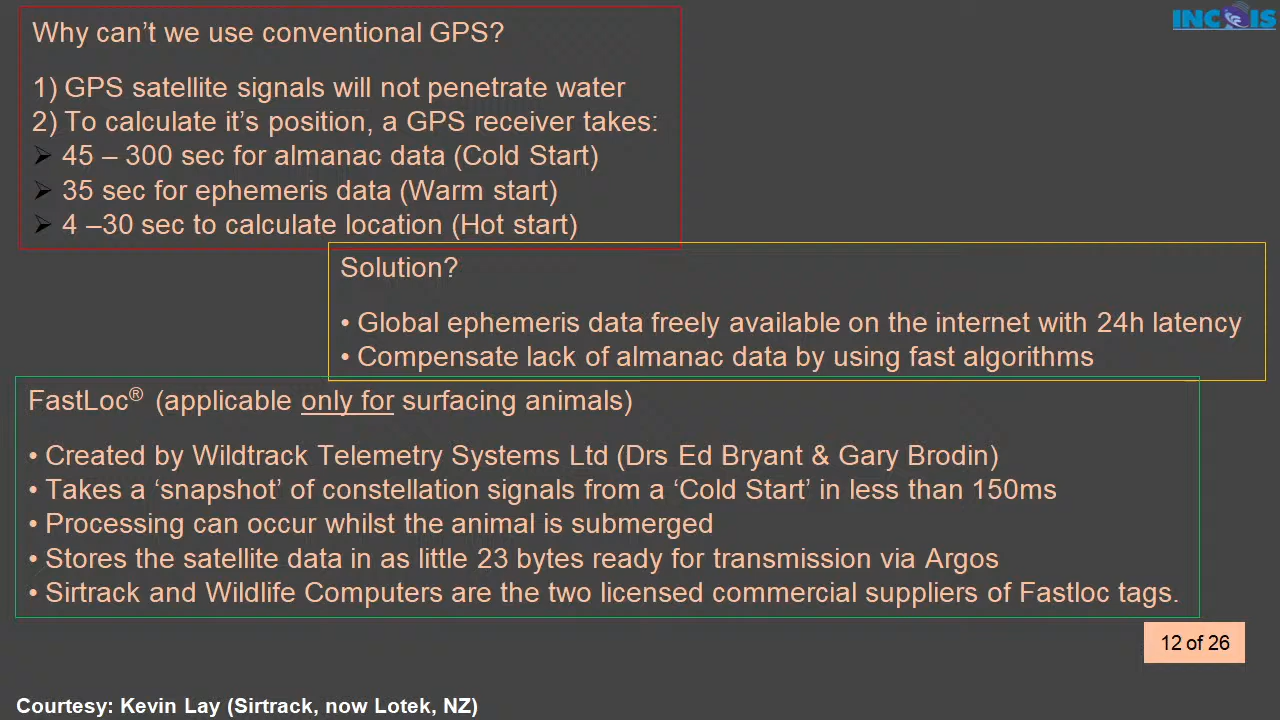 INCOIS
Why can’t we use conventional GPS?
1) GPS satellite signals will not penetrate water
2) To calculate it’s position, a GPS receiver takes:
➢ 45 – 300 sec for almanac data (Cold Start)
➢ 35 sec for ephemeris data (Warm start)
➢ 4 –30 sec to calculate location (Hot start)
Solution?
• Global ephemeris data freely available on the internet with 24h latency
• Compensate lack of almanac data by using fast algorithms
FastLoc® (applicable only for surfacing animals)
• Created by Wildtrack Telemetry Systems Ltd (Drs Ed Bryant & Gary Brodin)
• Takes a ‘snapshot’ of constellation signals from a ‘Cold Start’ in less than 150ms
• Processing can occur whilst the animal is submerged
• Stores the satellite data in as little 23 bytes ready for transmission via Argos
• Sirtrack and Wildlife Computers are the two licensed commercial suppliers of Fastloc tags.
12 of 26
Courtesy: Kevin Lay (Sirtrack, now Lotek, NZ)